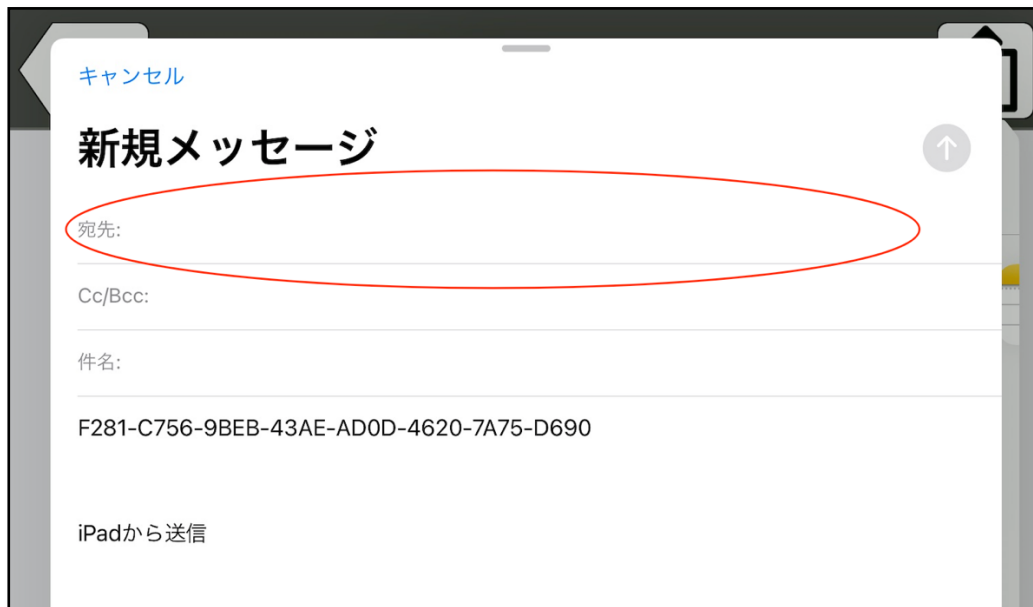 キャンセル
新規メッセージ
宛先:
Cc/Bcc:
件名:
F281-C756-9BEB-43AE-AD0D-4620-7A75-D690
iPadから送信